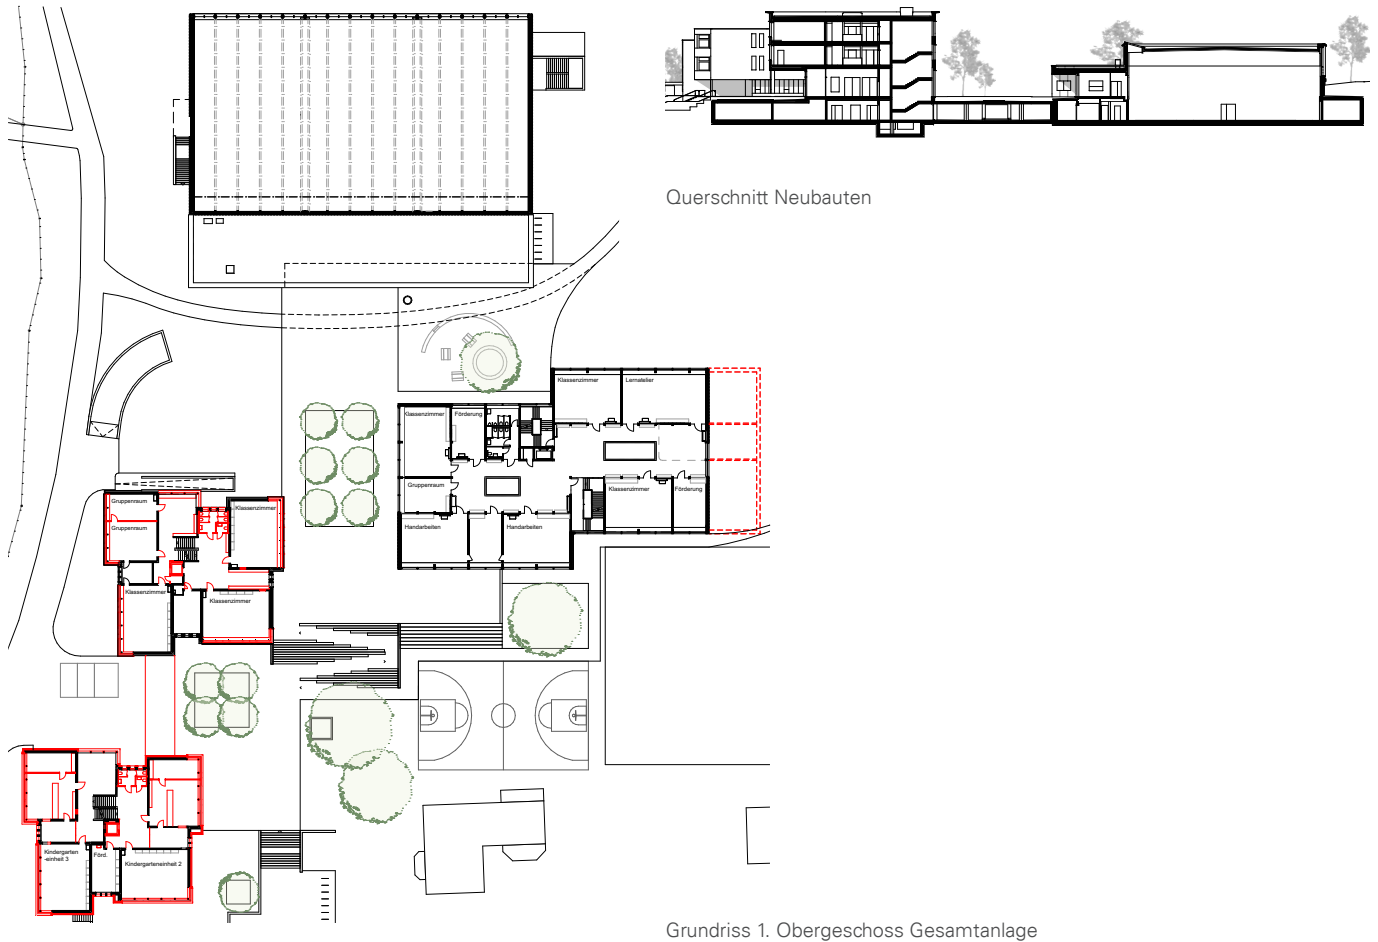 Querschnitt Neubauten
Klassenzimmer
Lernatelier
Klassenzimmer
Förderung
Gruppenraum
Klassenzimmer
Förderung
Handarbeiten
Handarbeiten
Gruppenraum
Klassenzimmer
Gruppenraum
Klassenzimmer
Klassenzimmer
Kindergarten
-einheit 3
Förd.
Kindergarteneinheit 2
Grundriss 1. Obergeschoss Gesamtanlage